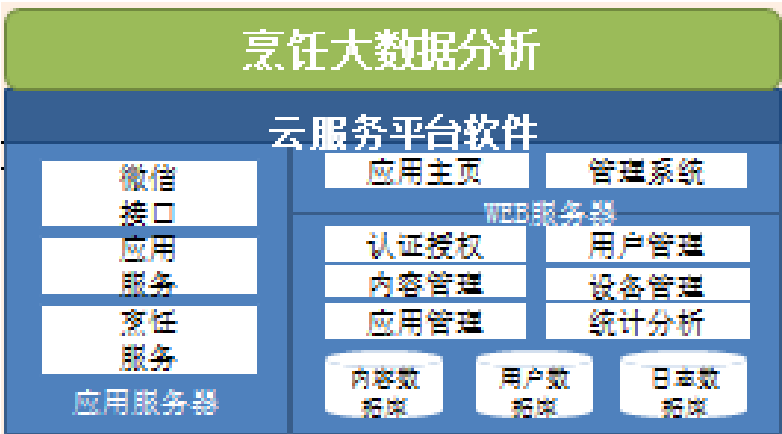 烹饪大数据分析
云服务平台软件
微信
接口
应用
服务
烹饪
服务
应用服务器
应用主页
管理系统
WEB服务器
认证授权
用户管理
内容管理
设备管理
应用管理
统计分析
内容数
据库
用户数
据库
日志数
据库